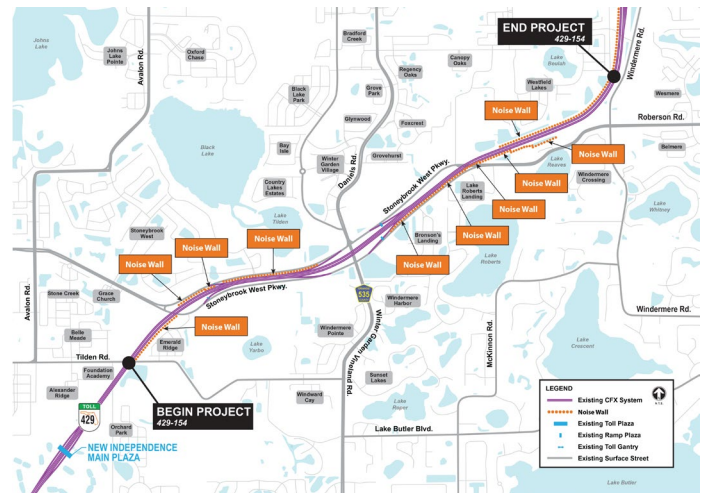 Johns
Lake
Johns
Lake
Pointe
Avalon Rd.
Oxford
Chase
Bradford
Creek
Regency
Oaks
Canopy
Oaks
END PROJECT
429-154
Windermere Rd.
Lake
Beulah
Westfield
Lakes
Wesmere
Black
Lake
Park
Grove
Park
Glynwood
Foxcrest
Noise Wall
Roberson Rd.
Black
Lake
Bay
Isle
Winter
Garden
Village
Daniels Rd.
Grovehurst
Stoneybrook West Pkwy.
Noise Wall
Belmere
Lake
Reaves
Windermere
Crossing
Noise Wall
Country
Lakes
Estates
Lake
Roberts
Landing
Noise Wall
Lake
Whitney
Lake
Tilden
Stoneybrook
West
Bronson's
Landing
Noise Wall
Noise Wall
Noise Wall
Noise Wall
Noise Wall
Lake
Roberts
Avalon Rd.
Stone Creek
Grace
Church
Stoneybrook West Pkwy.
535
Windermere
Harbor
Windermere Rd.
Noise Wall
Belle
Meade
Emerald
Ridge
Lake
Yarbo
Windermere
Pointe
Winter Garden
Vineland Rd.
McKinnon Rd.
Lake
Crescent
Tilden Rd.
Foundation
Academy
Sunset
Lakes
Alexander
Ridge
Windward
Cay
Lake
Rozier
BEGIN PROJECT
429-154
TOLL
429
Orchard
Park
Lake Butler Blvd.
NEW INDEPENDENCE
MAIN PLAZA
LEGEND
N.T.S.
Existing CFX System
Noise Wall
Existing Toll Plaza
Existing Ramp Plaza
Existing Toll Gantry
Existing Surface Street
Lake Butler